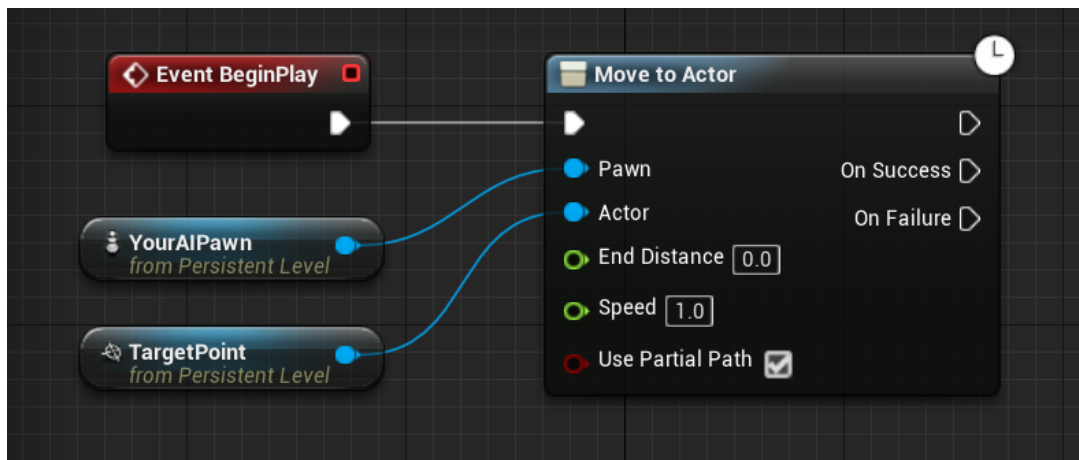 Event BeginPlay
YourAIPawn
from Persistent Level
TargetPoint
from Persistent Level
Move to Actor
Pawn
On Success
Actor
On Failure
End Distance 0.0
Speed 1.0
Use Partial Path